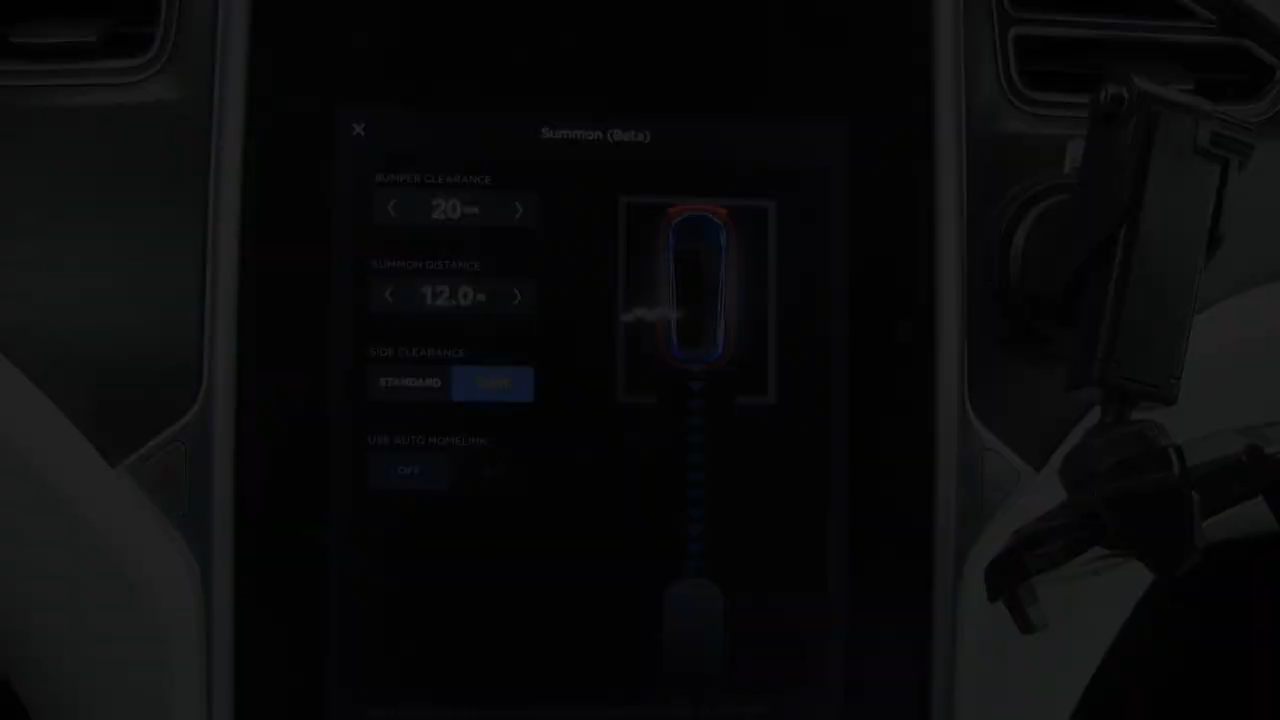 Summon (Beta)
BUMPER CLEARANCE
20
SUMMON DISTANCE
12.0
SIDE CLEARANCE
STANDARD
USE AUTO HOMELINK
OFF